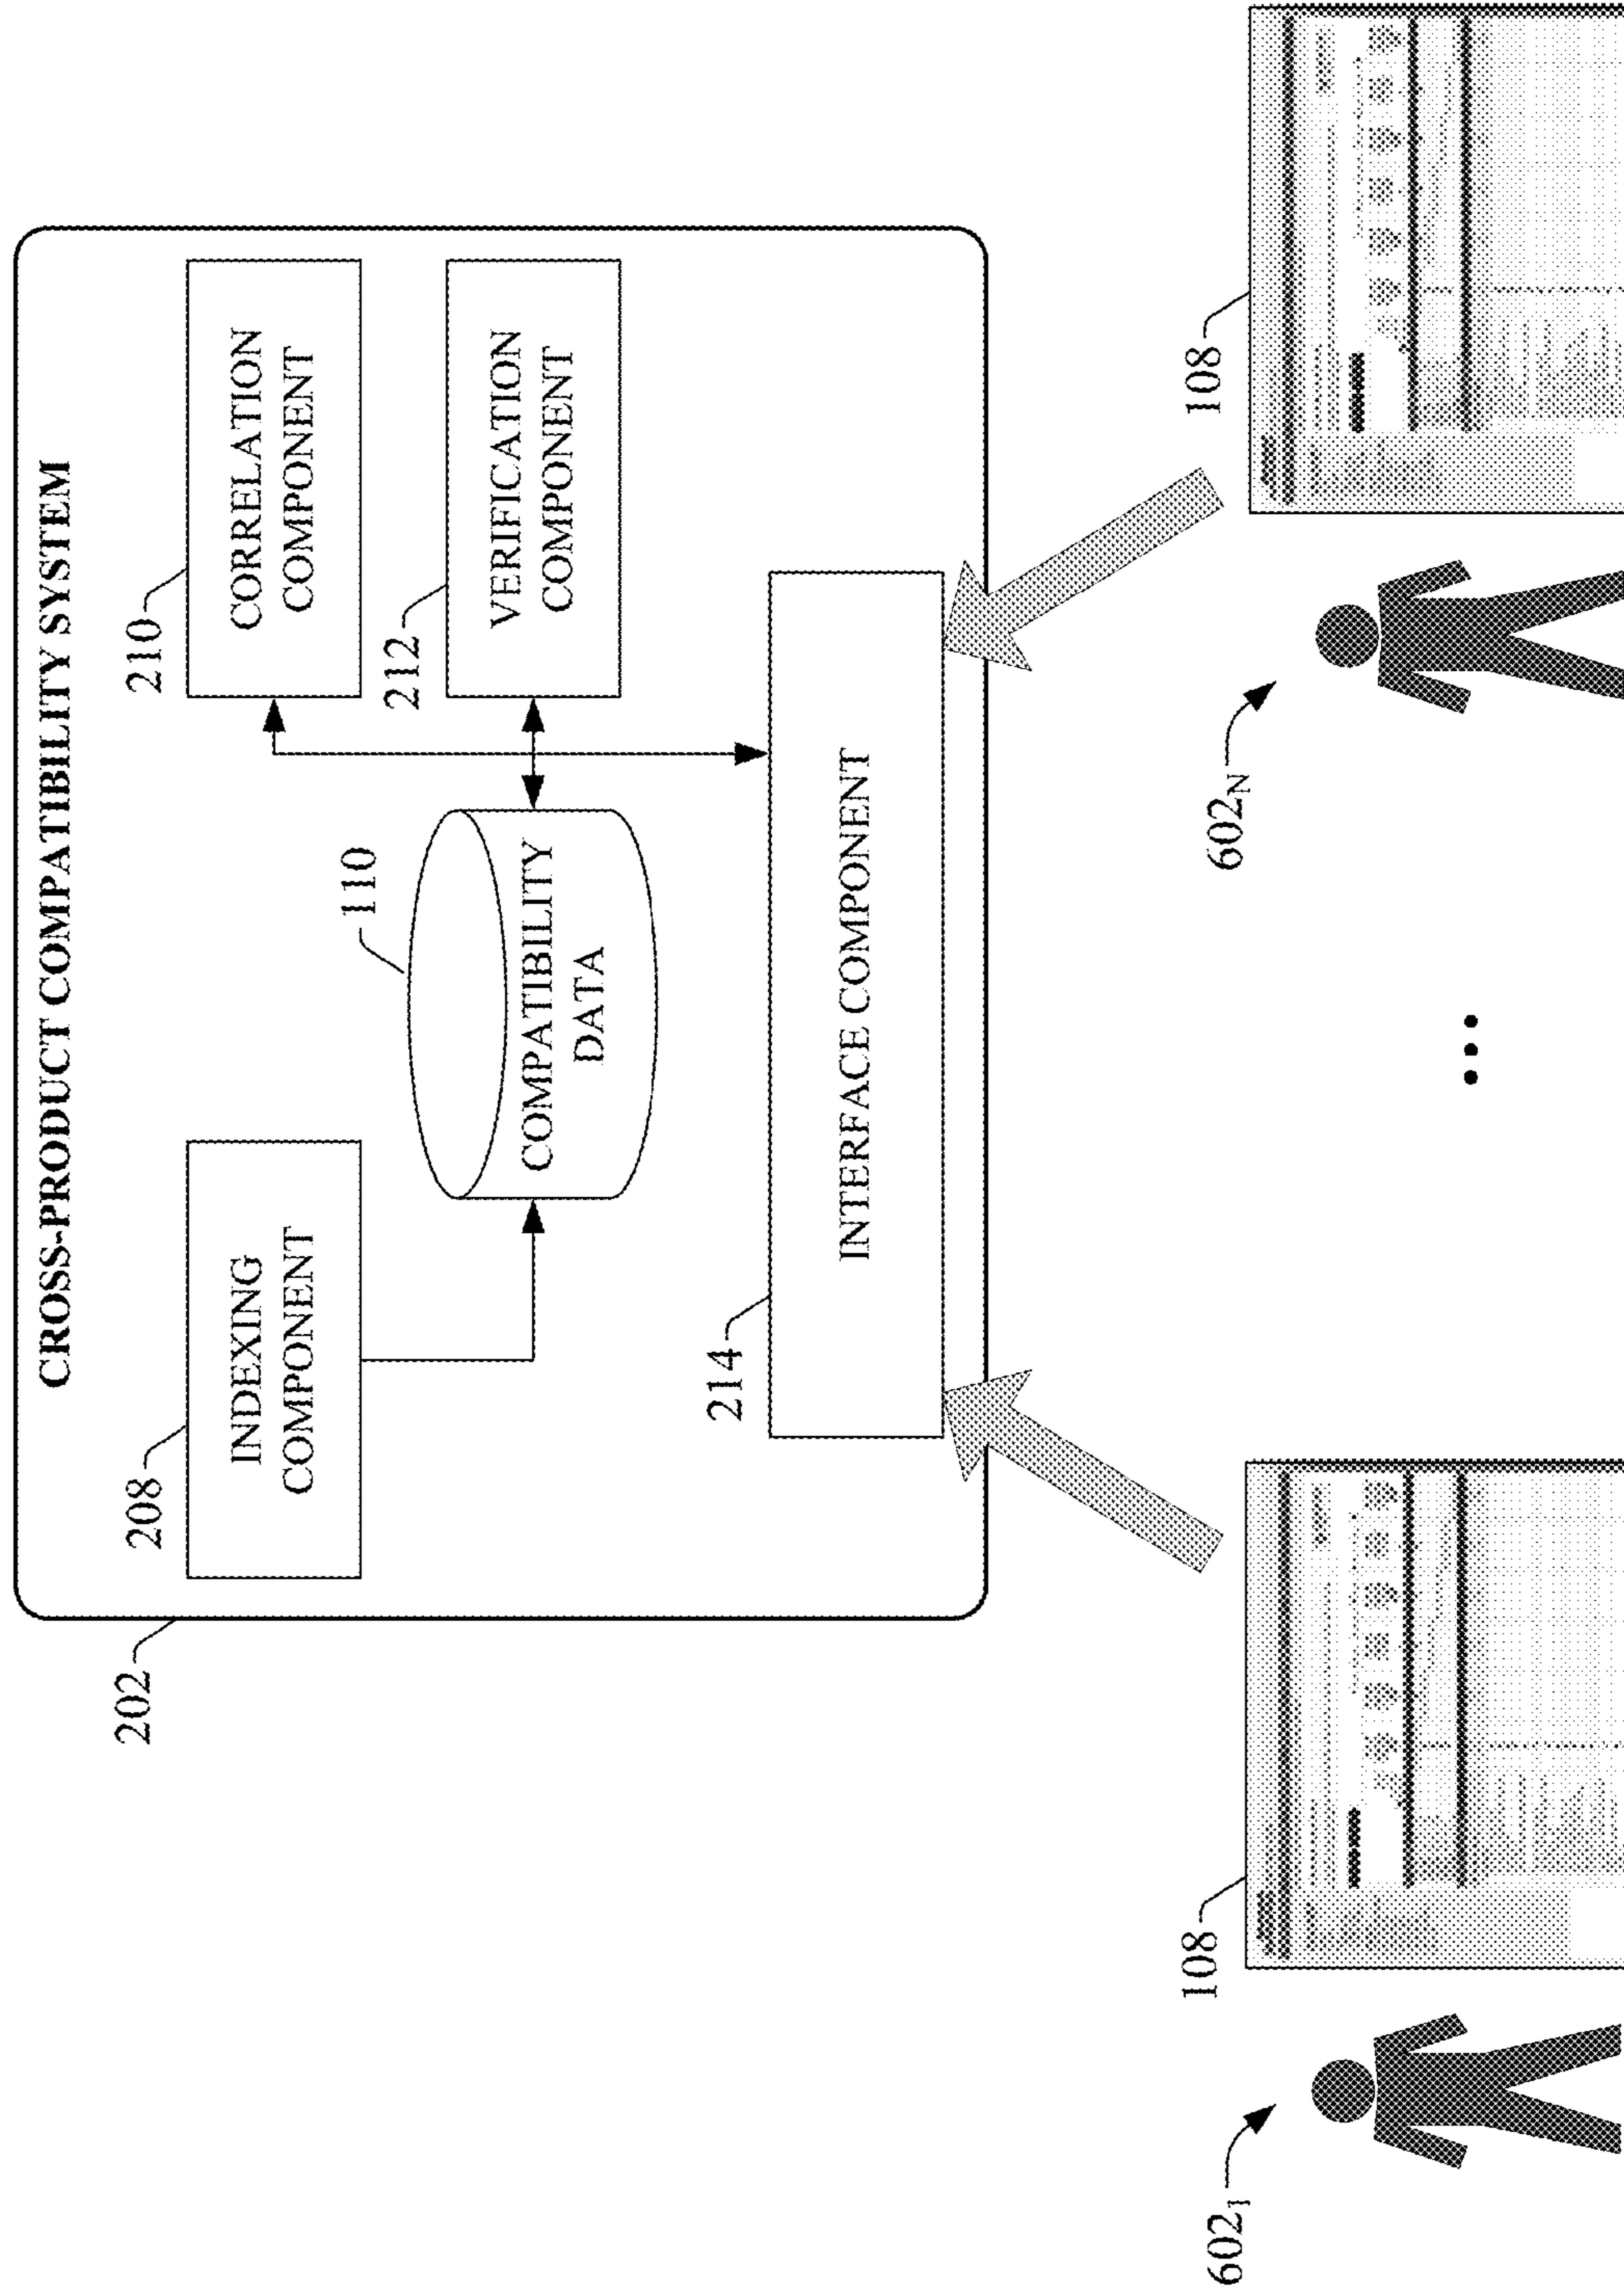 CROSS-PRODUCT COMPATIBILITY SYSTEM
202
208
INDEXING
COMPONENT
110
COMPATIBILITY
DATA
210
CORRELATION
COMPONENT
212
VERIFICATION
COMPONENT
214
INTERFACE COMPONENT
602₁
108
...
602_N
108